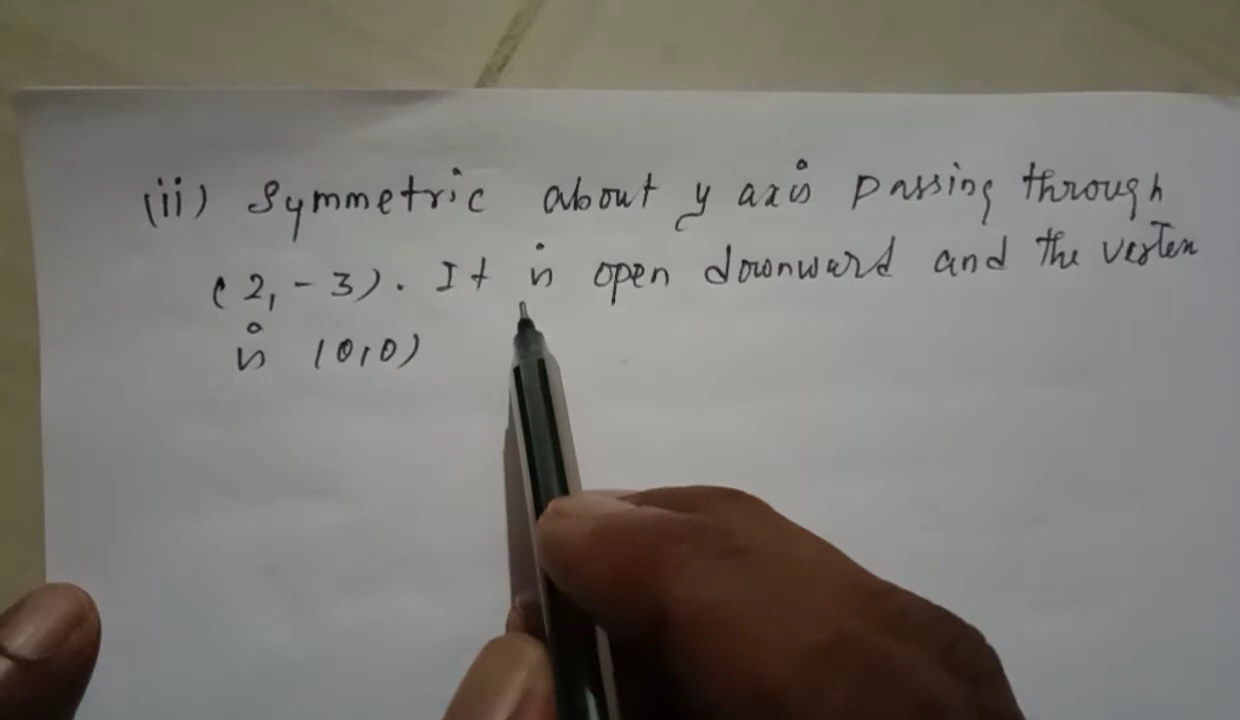 (ii) Symmetric about y axis passing through
(2, -3). It is open downward and the vertex
is (0,0)